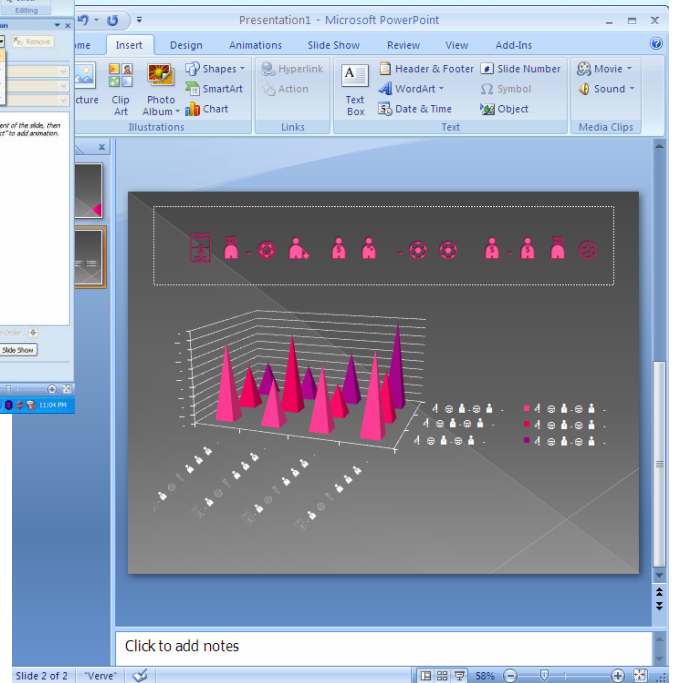 Editing
Remove
ent of the slide, then
ct" to add animation.
Order
Slide Show
11:04 PM
Presentation1 - Microsoft PowerPoint
me Insert Design Animations Slide Show Review View Add-Ins
cture
Clip Art
Photo Album
Shapes
SmartArt
Chart
Illustrations
Hyperlink
Action
Links
A
Text Box
Header & Footer
WordArt
Date & Time
Slide Number
Ω Symbol
Object
Text
Movie
Sound
Media Clips
Click to add notes
Slide 2 of 2 "Verve" 58%